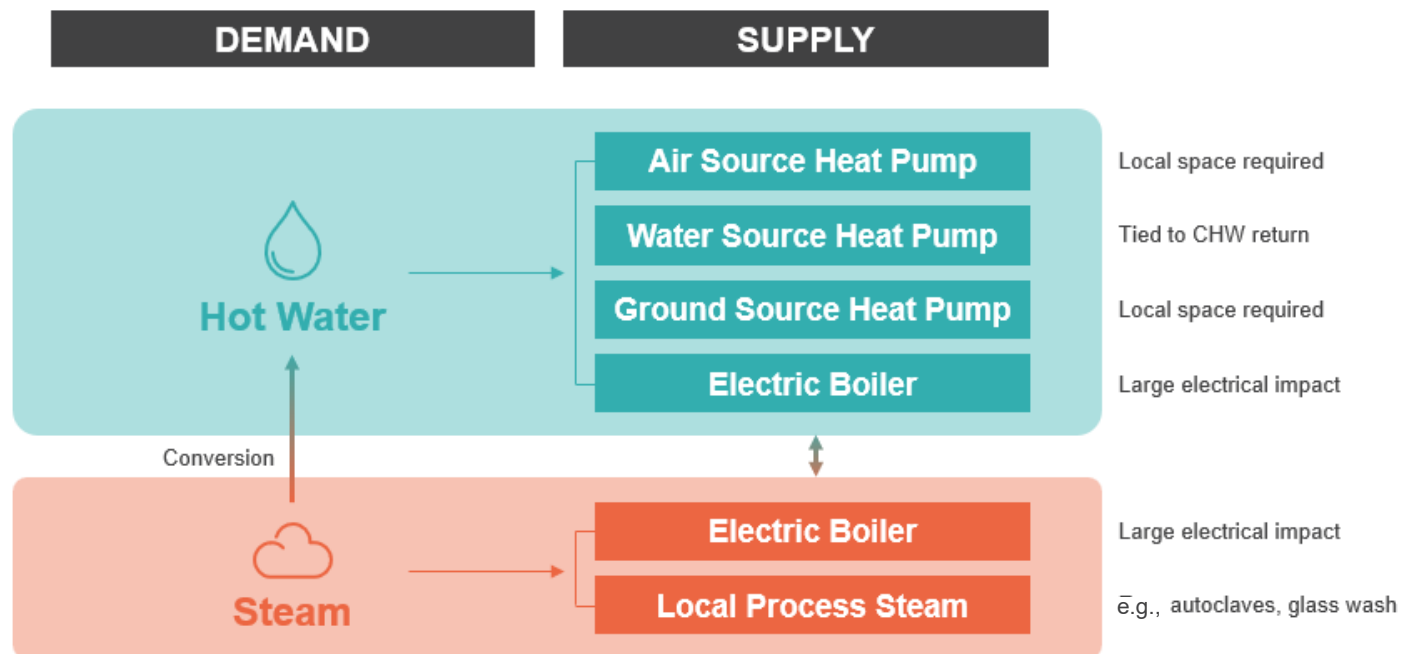 DEMAND SUPPLY
Air Source Heat Pump Local space required
Water Source Heat Pump Tied to CHW return
Hot Water
Ground Source Heat Pump Local space required
Electric Boiler Large electrical impact
Conversion
Electric Boiler Large electrical impact
Steam
Local Process Steam e.g., autoclaves, glass wash